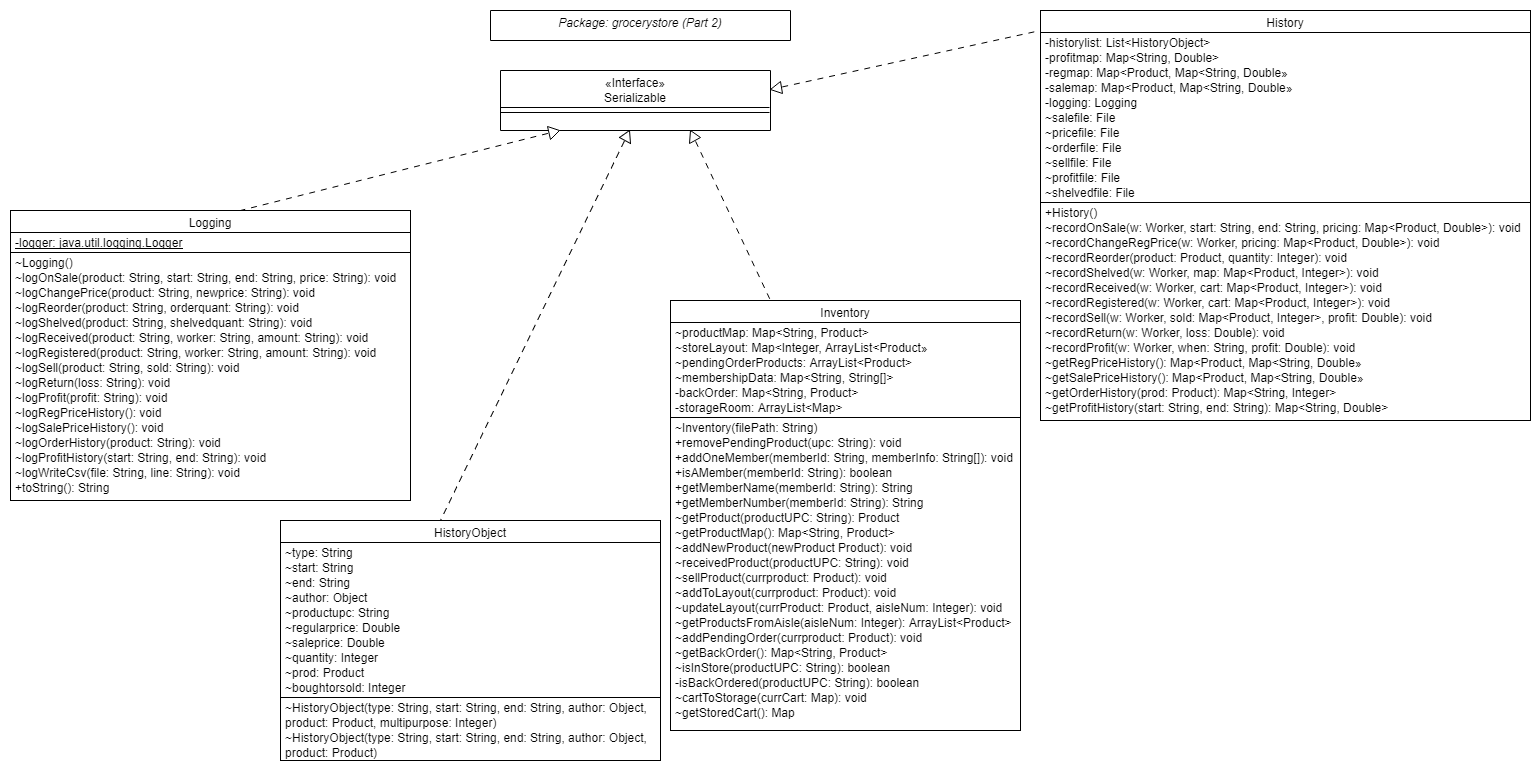 Package: grocerystore (Part 2)
«Interface»
Serializable
History
-historylist: List<HistoryObject>
-profitmap: Map<String, Double>
-regmap: Map<Product, Map<String, Double»
-salemap: Map<Product, Map<String, Double»
-logging: Logging
~salefile: File
~pricefile: File
~orderfile: File
~sellfile: File
~profitfile: File
~shelvedfile: File
+History()
~recordOnSale(w: Worker, start: String, end: String, pricing: Map<Product, Double>): void
~recordChangeRegPrice(w: Worker, pricing: Map<Product, Double>): void
~recordReorder(product: Product, quantity: Integer): void
~recordShelved(w: Worker, map: Map<Product, Integer>): void
~recordReceived(w: Worker, cart: Map<Product, Integer>): void
~recordRegistered(w: Worker, cart: Map<Product, Integer>): void
~recordSell(w: Worker, sold: Map<Product, Integer>, profit: Double): void
~recordReturn(w: Worker, loss: Double): void
~recordProfit(w: Worker, when: String, profit: Double): void
~getRegPriceHistory(): Map<Product, Map<String, Double»
~getSalePriceHistory(): Map<Product, Map<String, Double»
~getOrderHistory(prod: Product): Map<String, Integer>
~getProfitHistory(start: String, end: String): Map<String, Double>
Logging
-logger: java.util.logging.Logger
~Logging()
~logOnSale(product: String, start: String, end: String, price: String): void
~logChangePrice(product: String, newprice: String): void
~logReorder(product: String, orderquant: String): void
~logShelved(product: String, shelvedquant: String): void
~logReceived(product: String, worker: String, amount: String): void
~logRegistered(product: String, worker: String, amount: String): void
~logSell(product: String, sold: String): void
~logReturn(loss: String): void
~logProfit(profit: String): void
~logRegPriceHistory(): void
~logSalePriceHistory(): void
~logOrderHistory(product: String): void
~logProfitHistory(start: String, end: String): void
~logWriteCsv(file: String, line: String): void
+toString(): String
Inventory
~productMap: Map<String, Product>
~storeLayout: Map<Integer, ArrayList<Product»
~pendingOrderProducts: ArrayList<Product>
~membershipData: Map<String, String[]>
-backOrder: Map<String, Product>
-storageRoom: ArrayList<Map>
~Inventory(filePath: String)
+removePendingProduct(upc: String): void
+addOneMember(memberId: String, memberInfo: String[]): void
+isAMember(memberId: String): boolean
+getMemberName(memberId: String): String
+getMemberNumber(memberId: String): String
~getProduct(productUPC: String): Product
~getProductMap(): Map<String, Product>
~addNewProduct(newProduct Product): void
~receivedProduct(productUPC: String): void
~sellProduct(currproduct: Product): void
~addToLayout(currproduct: Product): void
~updateLayout(currProduct: Product, aisleNum: Integer): void
~getProductsFromAisle(aisleNum: Integer): ArrayList<Product>
~addPendingOrder(currproduct: Product): void
~getBackOrder(): Map<String, Product>
~isInStore(productUPC: String): boolean
-isBackOrdered(productUPC: String): boolean
~cartToStorage(currCart: Map): void
~getStoredCart(): Map
HistoryObject
~type: String
~start: String
~end: String
~author: Object
~productupc: String
~regularprice: Double
~saleprice: Double
~quantity: Integer
~prod: Product
~boughtorsold: Integer
~HistoryObject(type: String, start: String, end: String, author: Object,
product: Product, multipurpose: Integer)
~HistoryObject(type: String, start: String, end: String, author: Object,
product: Product)